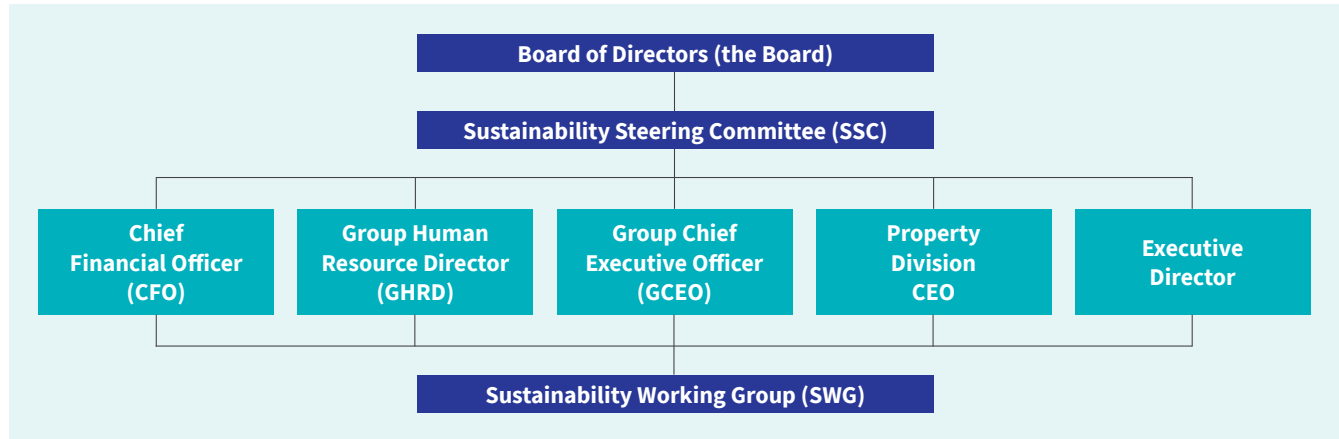 Board of Directors (the Board)
Sustainability Steering Committee (SSC)
Chief
Financial Officer
(CFO)
Group Human
Resource Director
(GHRD)
Group Chief
Executive Officer
(GCEO)
Property
Division
CEO
Executive
Director
Sustainability Working Group (SWG)